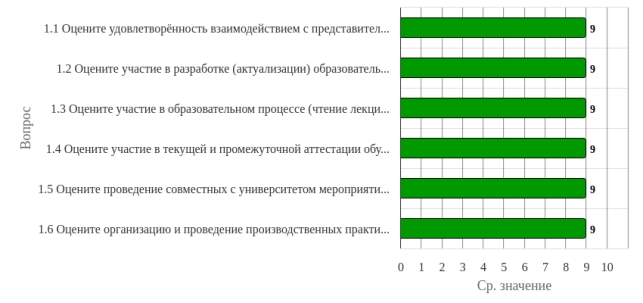 1.1 Оцените удовлетворённость взаимодействием с представител...
9
1.2 Оцените участие в разработке (актуализации) образователь...
9
1.3 Оцените участие в образовательном процессе (чтение лекци...
9
1.4 Оцените участие в текущей и промежуточной аттестации обу...
9
1.5 Оцените проведение совместных с университетом мероприяти...
9
1.6 Оцените организацию и проведение производственных практи...
9
Вопрос
0 1 2 3 4 5 6 7 8 9 10
Ср. значение